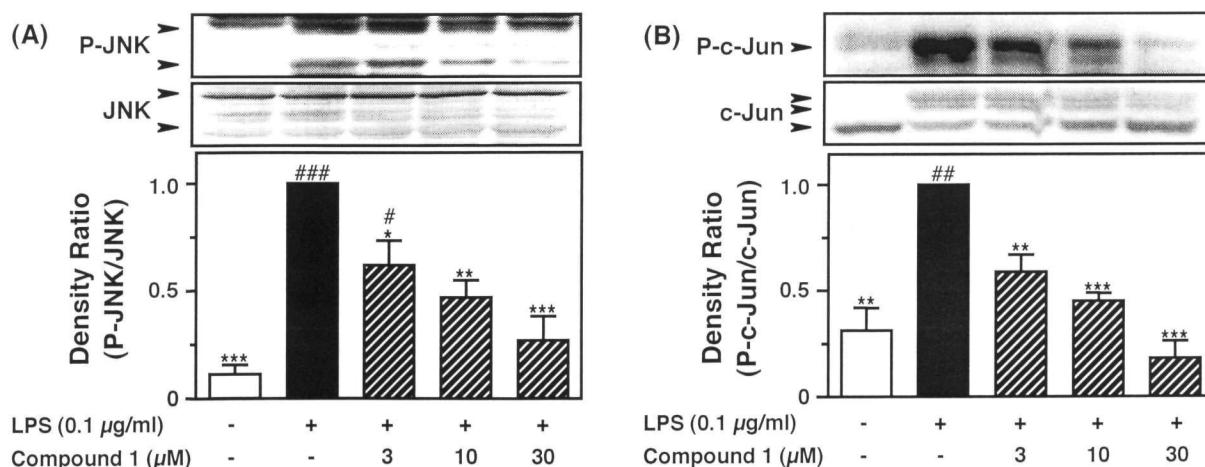 (A)
P-JNK
JNK
Density Ratio
(P-JNK/JNK)
1.0
0.5
0
***
###
#
*
**
***
LPS (0.1 µg/ml) - + + + +
Compound 1 (µM) - - 3 10 30
(B)
P-c-Jun
c-Jun
Density Ratio
(P-c-Jun/c-Jun)
1.0
0.5
0
**
##
**
***
***
LPS (0.1 µg/ml) - + + + +
Compound 1 (µM) - - 3 10 30